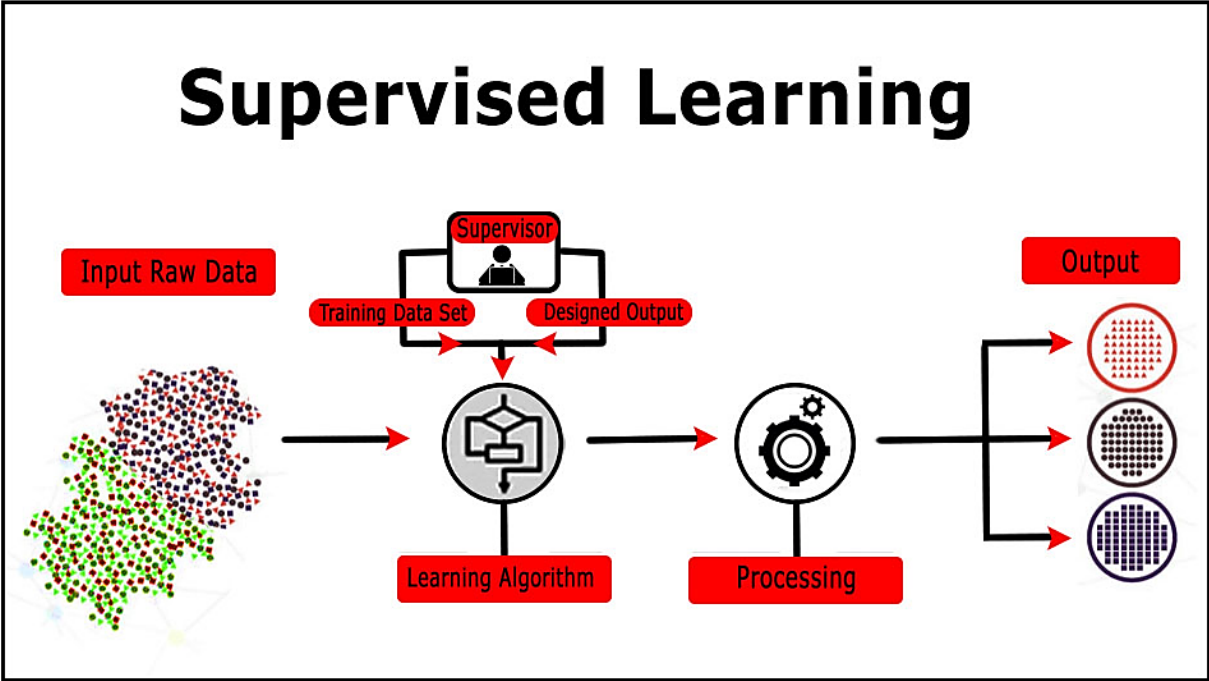 Supervised Learning
Supervisor
Input Raw Data
Output
Training Data Set
Designed Output
Learning Algorithm
Processing